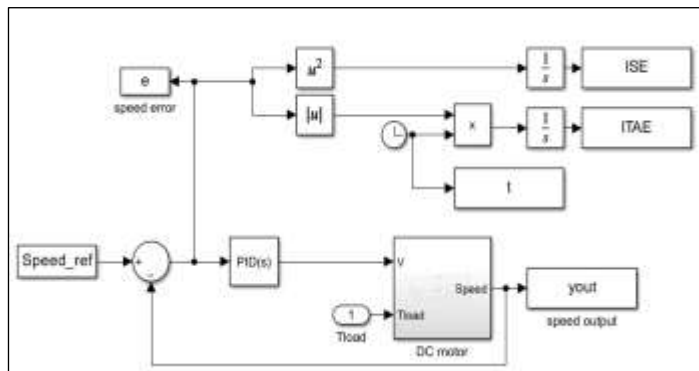 u²
1
s
ISE
e
speed error
|u|
×
1
s
ITAE
t
Speed_ref
+
-
PID(s)
V
Speed
yout
speed output
1
Tload
Tload
DC motor